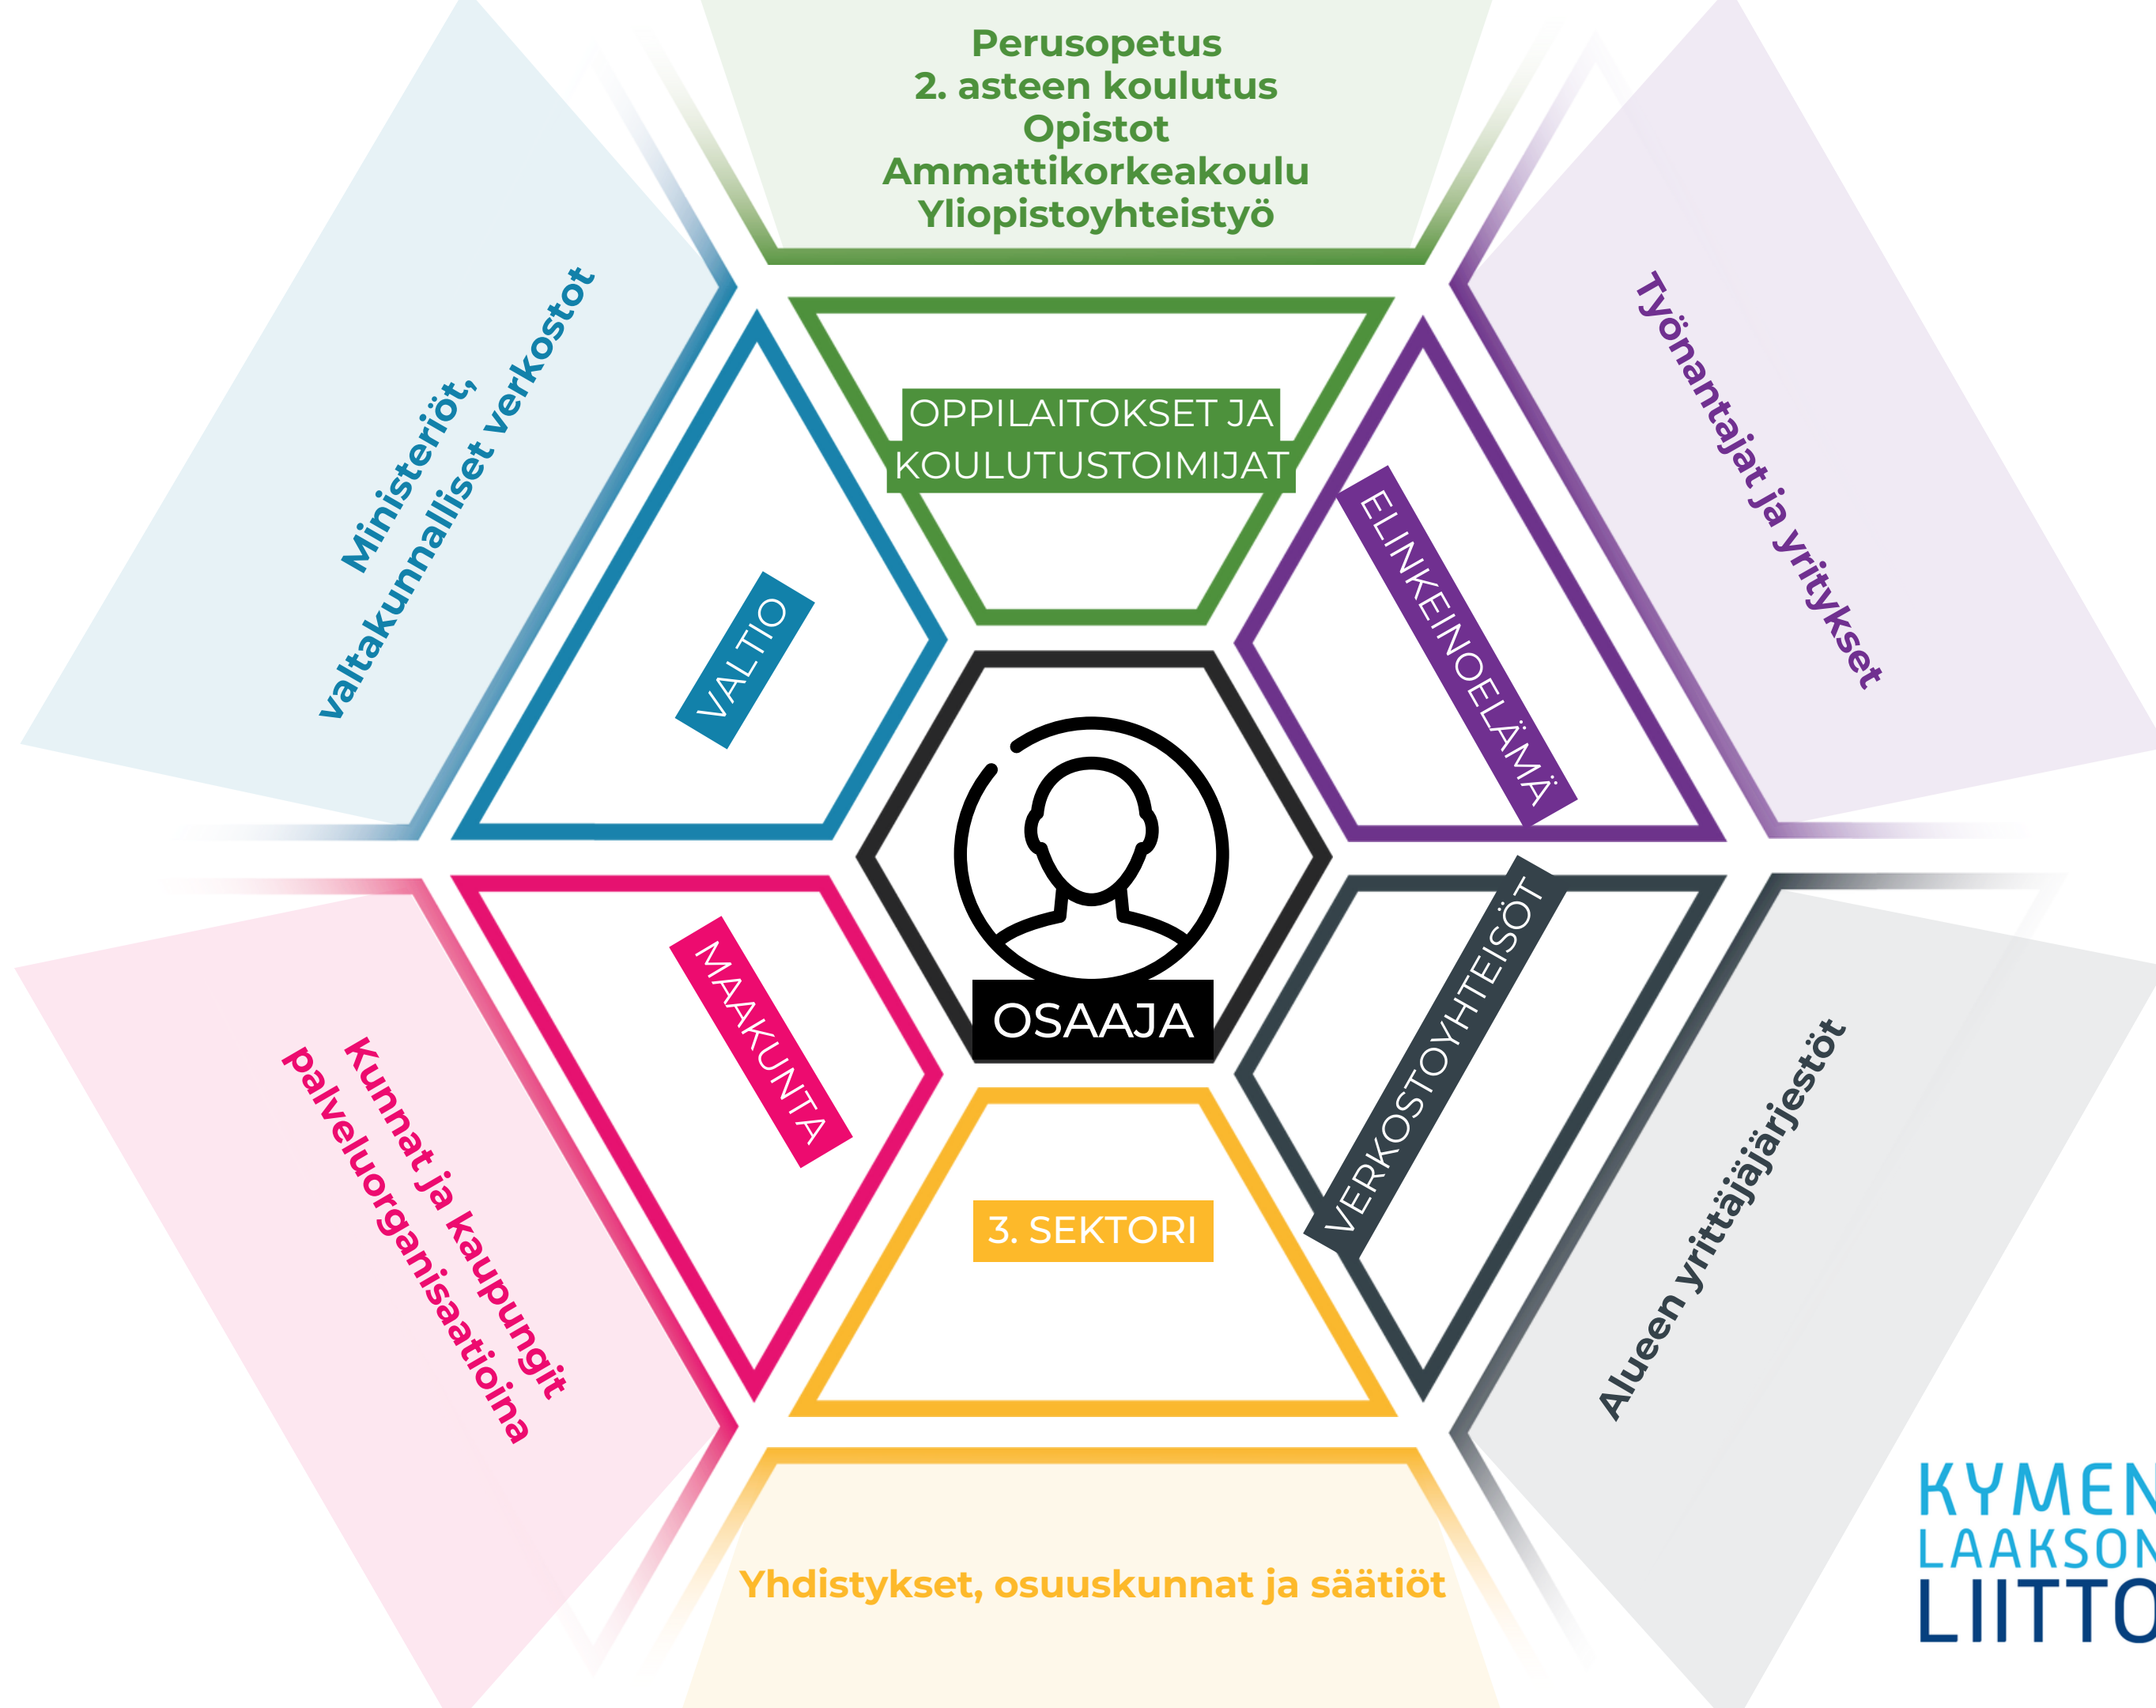 Perusopetus
2. asteen koulutus
Opistot
Ammattikorkeakoulu
Yliopistoyhteistyö
OPPILAITOKSET JA
KOULUTUSTOIMIJAT
Ministeriöt,
valtakunnalliset verkostot
VALTIO
ELINKEINOELÄMÄ
Työnantajat ja yritykset
OSAAJA
MAAKUNTA
Kunnat ja kaupungit
palveluorganisaatioina
VERKOSTOYHTEISÖT
Alueen yrittäjäjärjestöt
3. SEKTORI
Yhdistykset, osuuskunnat ja säätiöt
KYMEN
LAAKSON
LIITTO